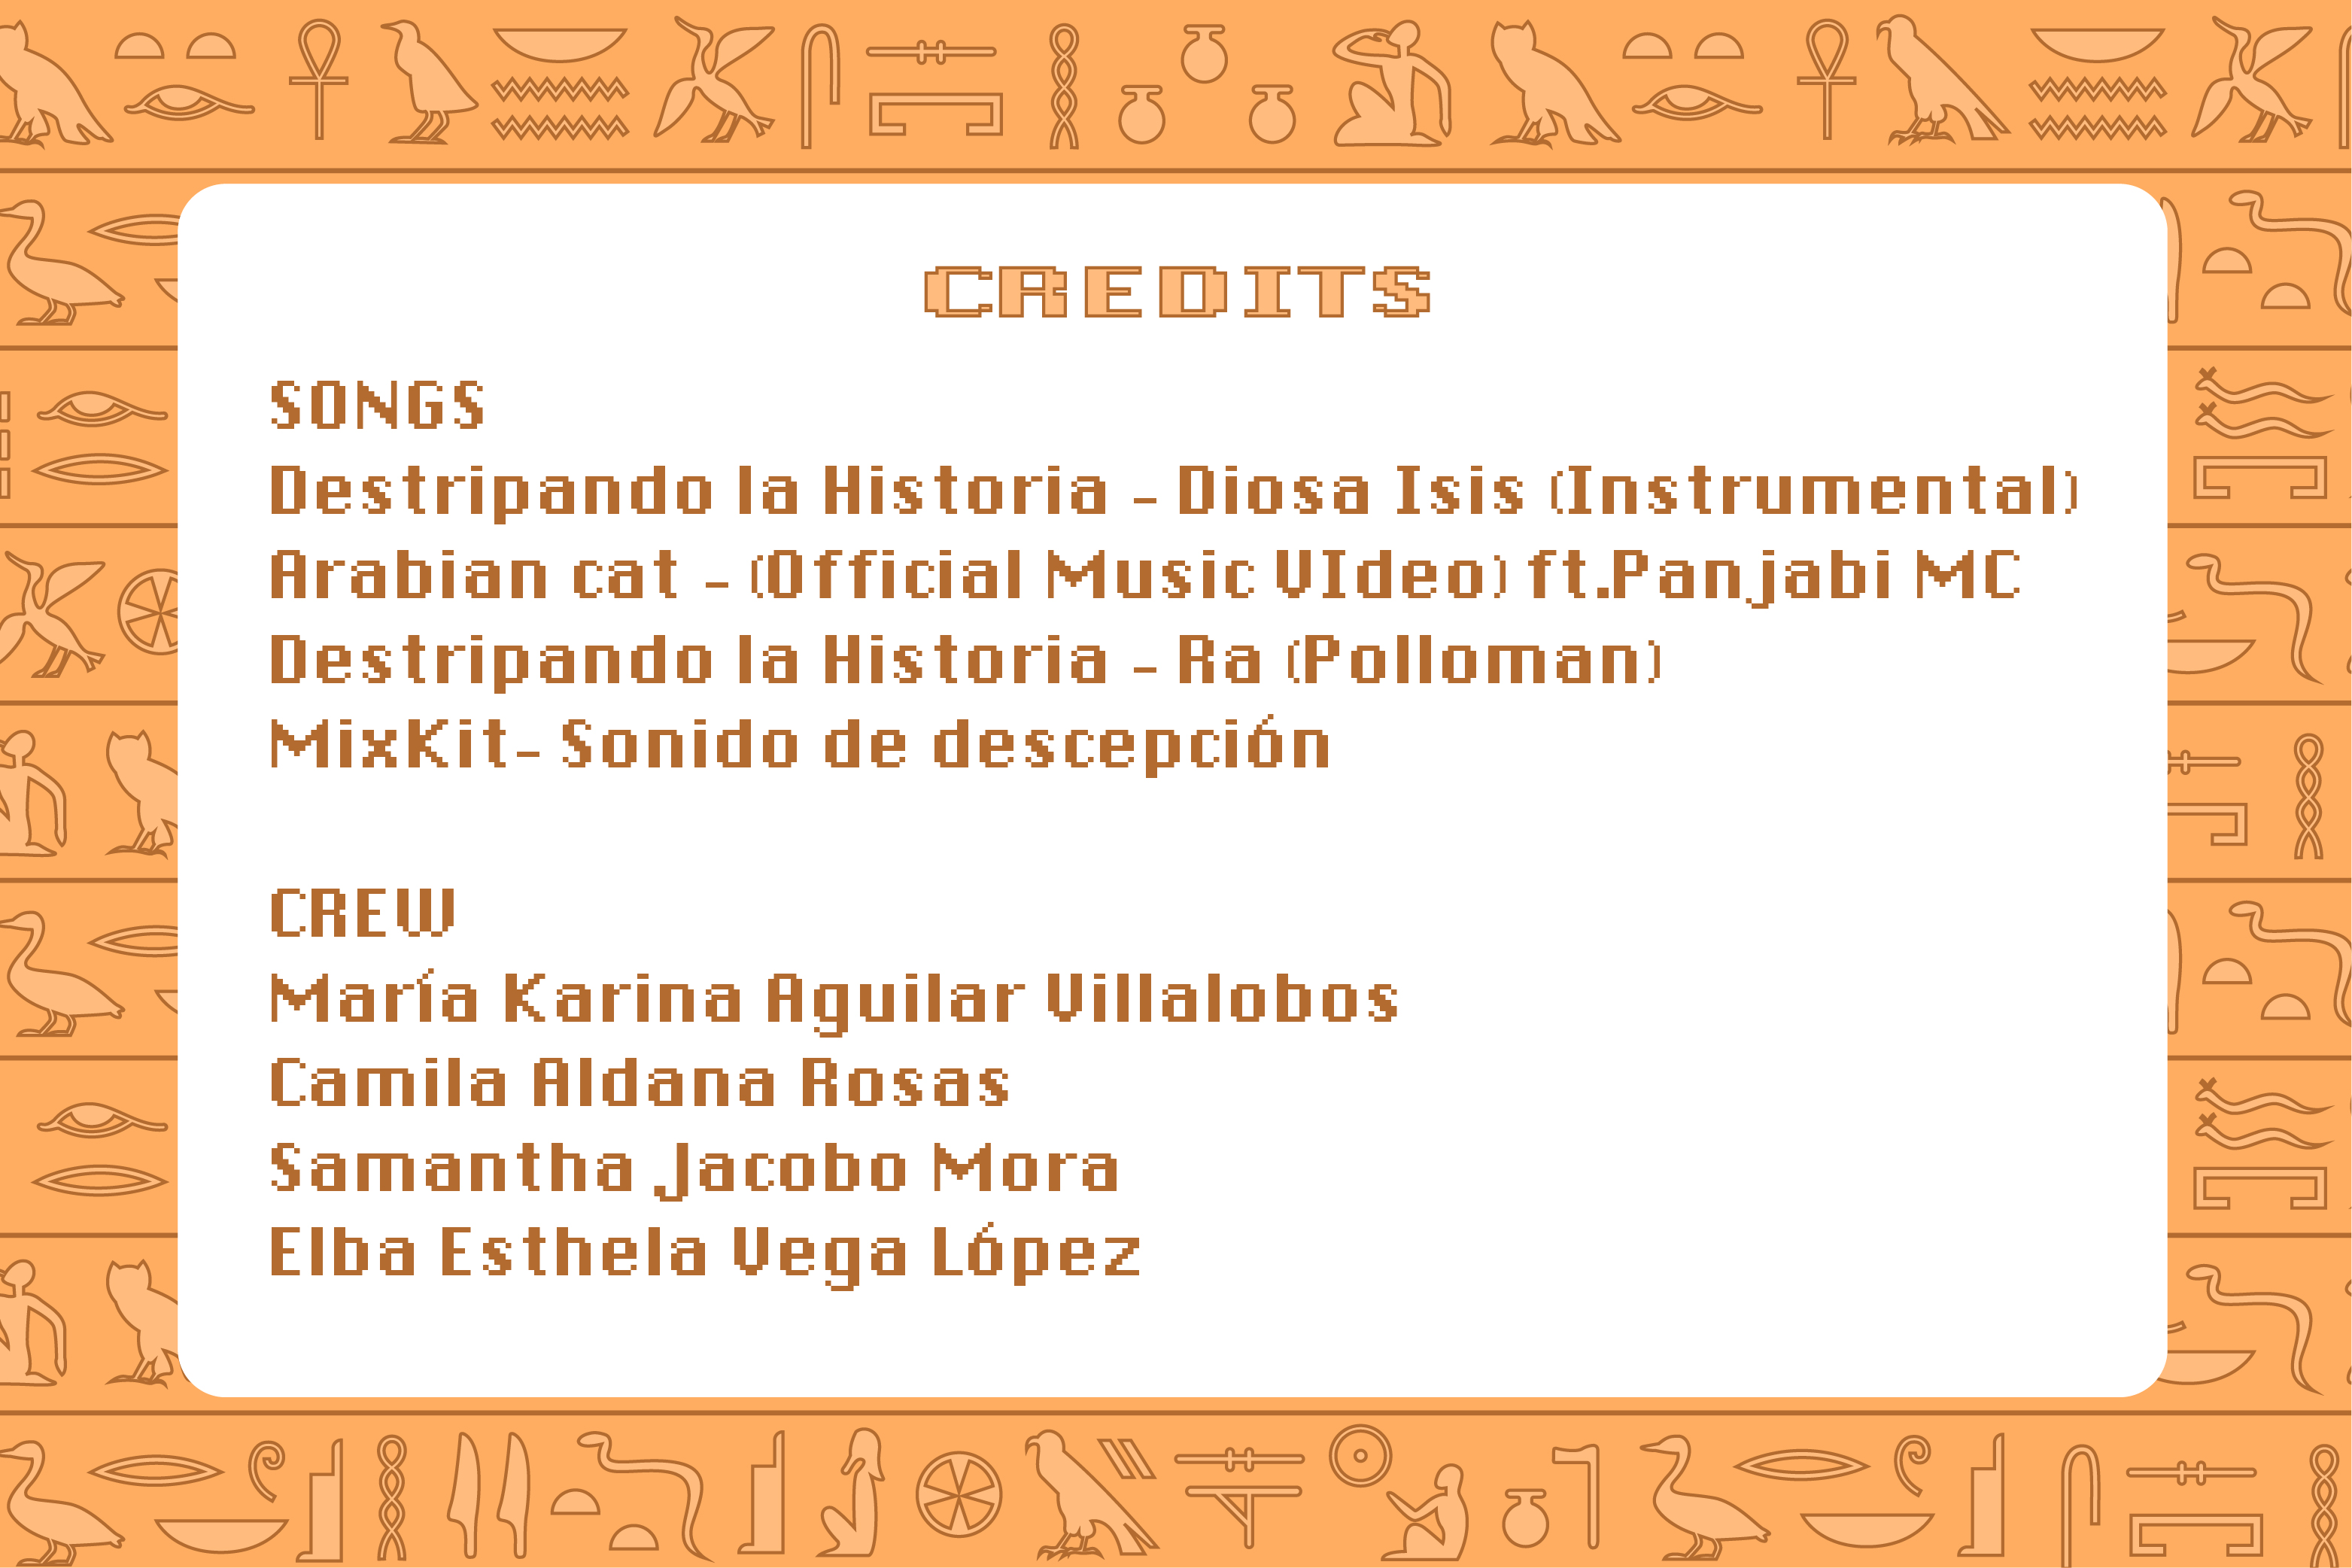 CREDITS
SONGS
Destripando la Historia - Diosa Isis (Instrumental)
Arabian cat - (Official Music VIdeo) ft.Panjabi MC
Destripando la Historia - Ra (Polloman)
MixKit- Sonido de descepción
CREW
María Karina Aguilar Villalobos
Camila Aldana Rosas
Samantha Jacobo Mora
Elba Esthela Vega López